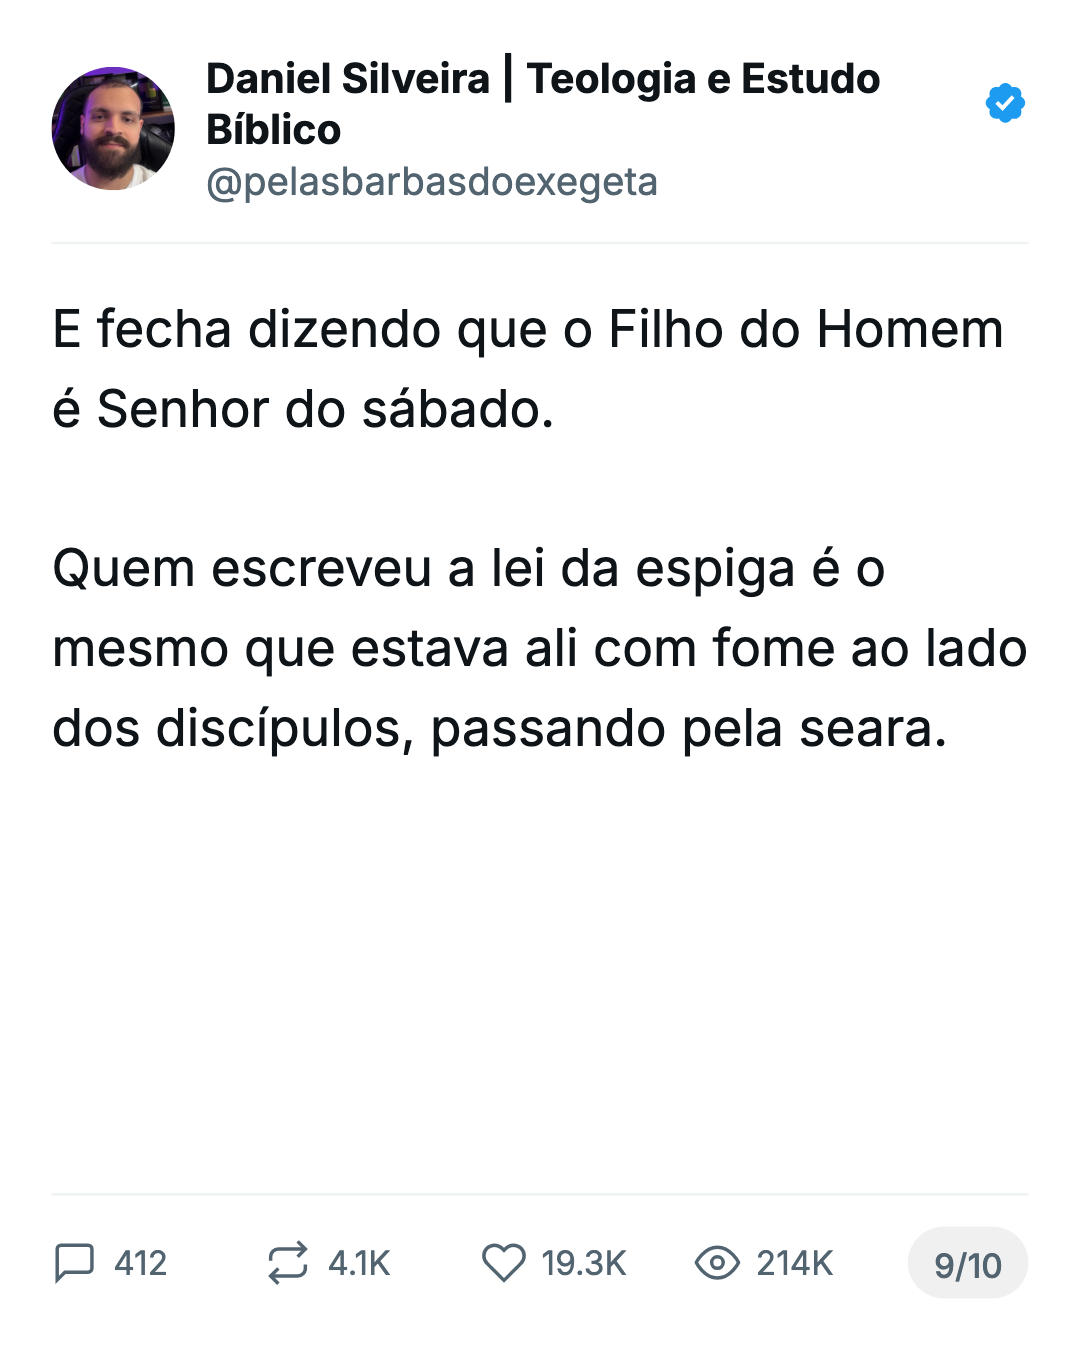 Daniel Silveira | Teologia e Estudo
Bíblico
@pelasbarbasdoexegeta
E fecha dizendo que o Filho do Homem
é Senhor do sábado.
Quem escreveu a lei da espiga é o
mesmo que estava ali com fome ao lado
dos discípulos, passando pela seara.
412 4.1K 19.3K 214K 9/10